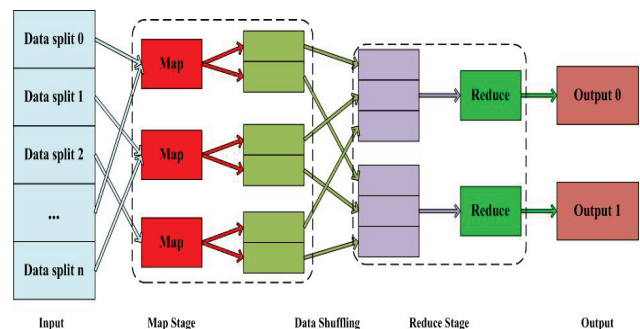 Data split 0
Data split 1
Data split 2
...
Data split n
Map
Map
Map
Reduce
Reduce
Output 0
Output 1
Input
Map Stage
Data Shuffling
Reduce Stage
Output